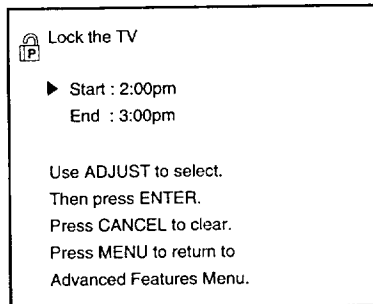 Lock the TV
P
▶ Start : 2:00pm
End : 3:00pm
Use ADJUST to select.
Then press ENTER.
Press CANCEL to clear.
Press MENU to return to
Advanced Features Menu.